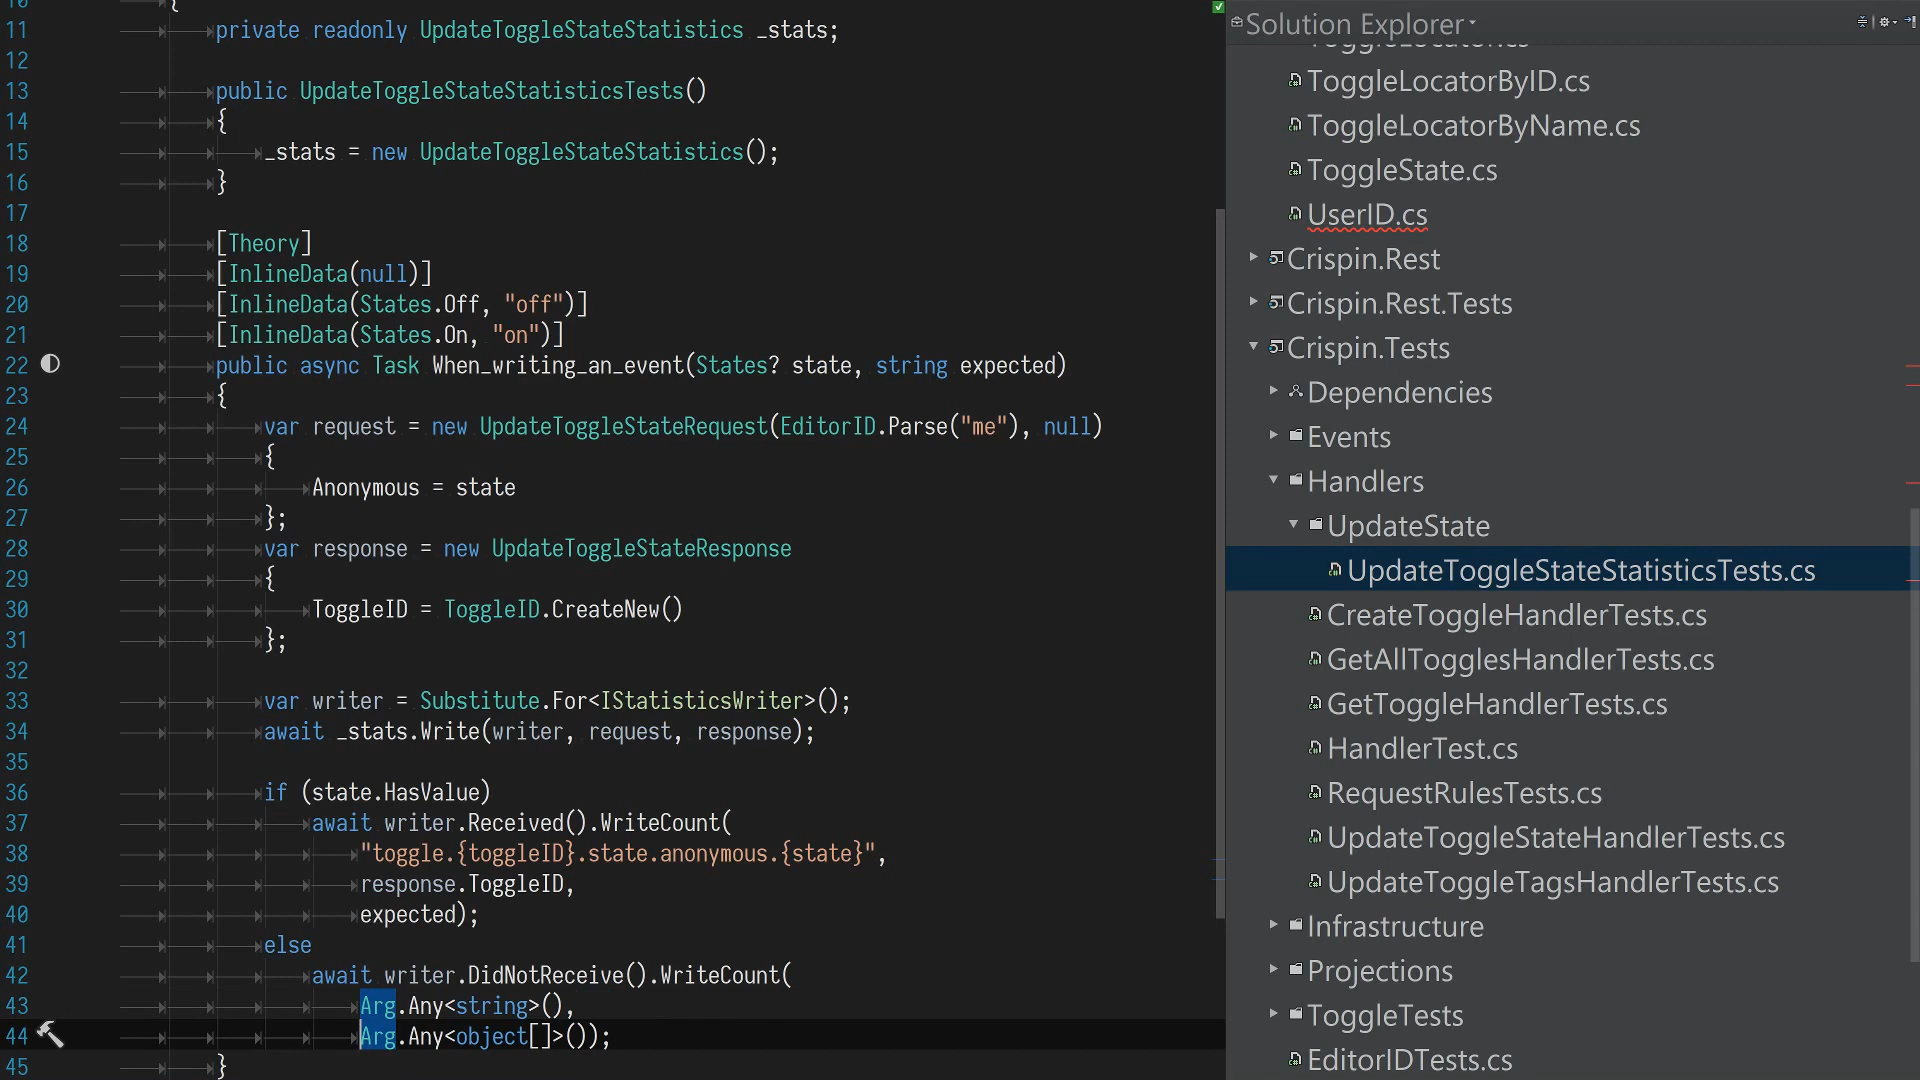 10 {
11 private readonly UpdateToggleStateStatistics _stats;
12
13 public UpdateToggleStateStatisticsTests()
14 {
15 _stats = new UpdateToggleStateStatistics();
16 }
17
18 [Theory]
19 [InlineData(null)]
20 [InlineData(States.Off, "off")]
21 [InlineData(States.On, "on")]
22 public async Task When_writing_an_event(States? state, string expected)
23 {
24 var request = new UpdateToggleStateRequest(EditorID.Parse("me"), null)
25 {
26 Anonymous = state
27 };
28 var response = new UpdateToggleStateResponse
29 {
30 ToggleID = ToggleID.CreateNew()
31 };
32
33 var writer = Substitute.For<IStatisticsWriter>();
34 await _stats.Write(writer, request, response);
35
36 if (state.HasValue)
37 await writer.Received().WriteCount(
38 "toggle.{toggleID}.state.anonymous.{state}",
39 response.ToggleID,
40 expected);
41 else
42 await writer.DidNotReceive().WriteCount(
43 Arg.Any<string>(),
44 Arg.Any<object[]>());
45 }
Solution Explorer
ToggleLocator.cs
ToggleLocatorByID.cs
ToggleLocatorByName.cs
ToggleState.cs
UserID.cs
Crispin.Rest
Crispin.Rest.Tests
Crispin.Tests
Dependencies
Events
Handlers
UpdateState
UpdateToggleStateStatisticsTests.cs
CreateToggleHandlerTests.cs
GetAllTogglesHandlerTests.cs
GetToggleHandlerTests.cs
HandlerTest.cs
RequestRulesTests.cs
UpdateToggleStateHandlerTests.cs
UpdateToggleTagsHandlerTests.cs
Infrastructure
Projections
ToggleTests
EditorIDTests.cs